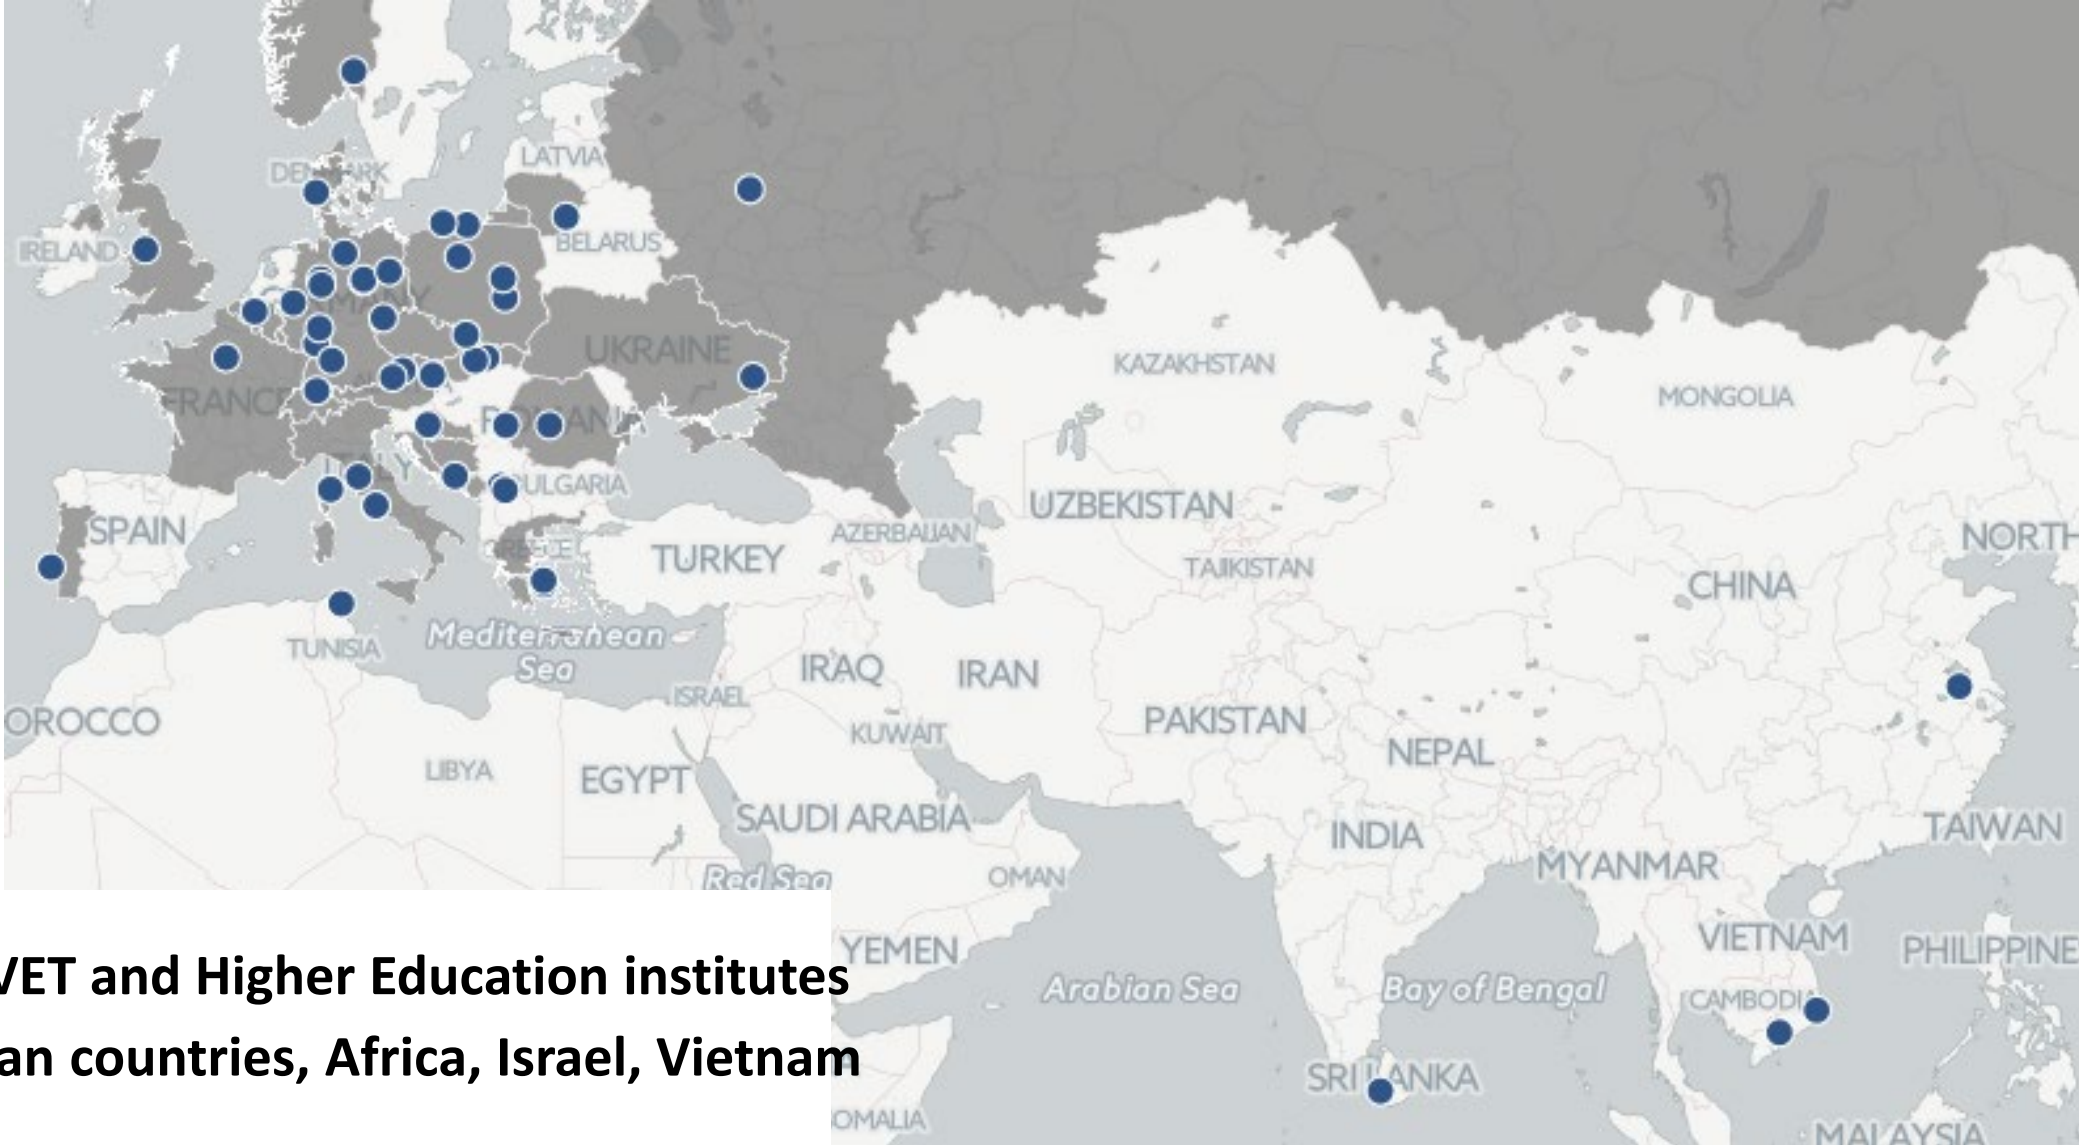 LATVIA
DENMARK
IRELAND
BELARUS
UKRAINE
KAZAKHSTAN
MONGOLIA
FRANCE
ROMANIA
ITALY
BULGARIA
SPAIN
UZBEKISTAN
AZERBAIJAN
NORTH
GREECE
TURKEY
TAJIKISTAN
CHINA
TUNISIA
Mediterranean
Sea
IRAQ
IRAN
ISRAEL
OROCCO
PAKISTAN
KUWAIT
NEPAL
LIBYA
EGYPT
SAUDI ARABIA
INDIA
TAIWAN
MYANMAR
Red Sea
OMAN
VIETNAM
YEMEN
PHILIPPINE
VET and Higher Education institutes
Arabian Sea
Bay of Bengal
CAMBODIA
an countries, Africa, Israel, Vietnam
SRI LANKA
OMALIA
MALAYSIA